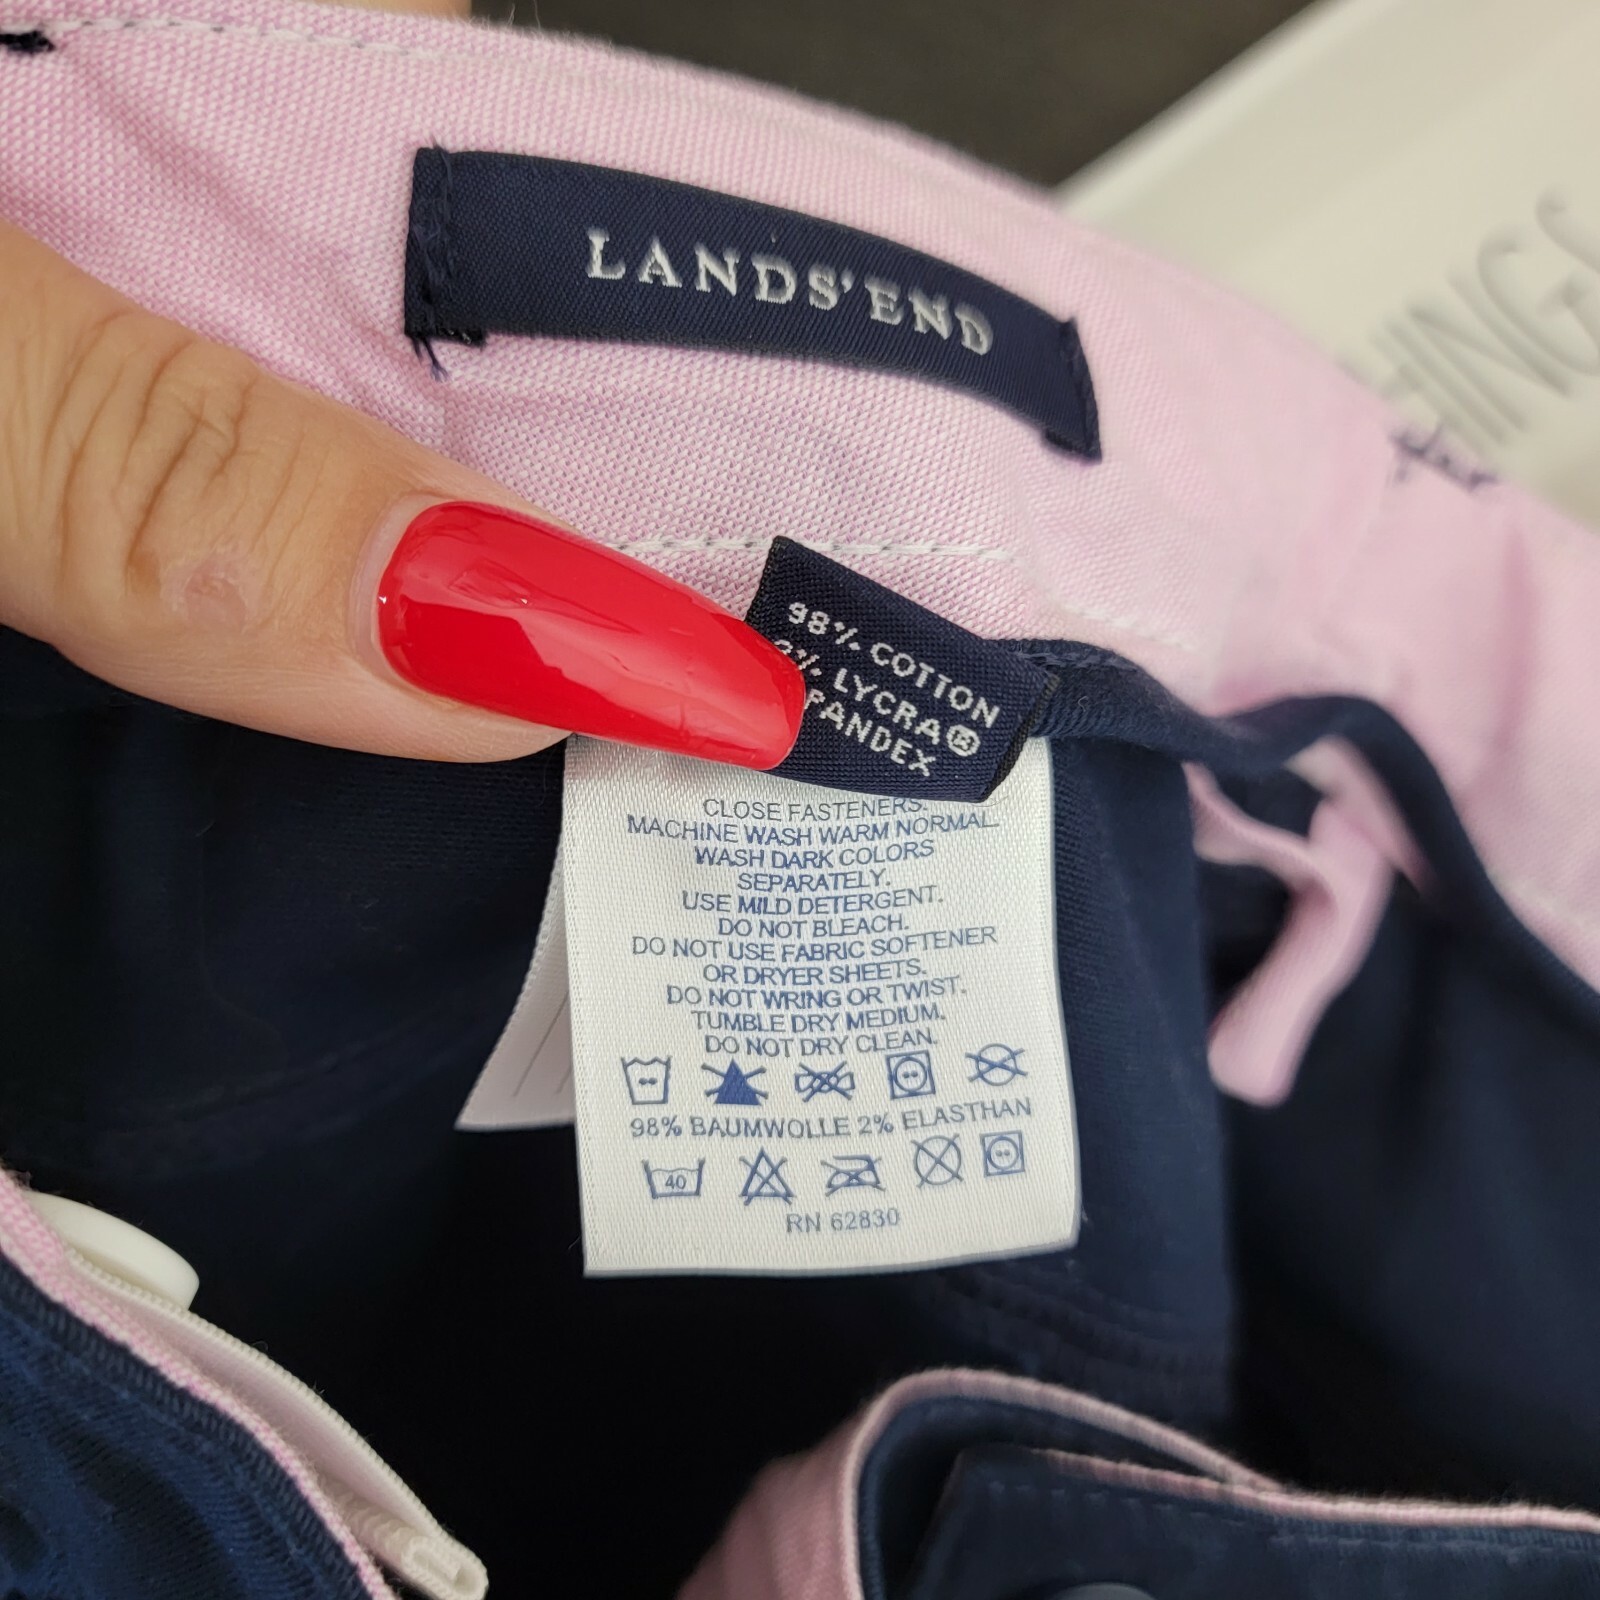 LANDS' END
98% COTTON
2% LYCRA®
SPANDEX
CLOSE FASTENERS.
MACHINE WASH WARM NORMAL.
WASH DARK COLORS
SEPARATELY.
USE MILD DETERGENT.
DO NOT BLEACH.
DO NOT USE FABRIC SOFTENER
OR DRYER SHEETS.
DO NOT WRING OR TWIST.
TUMBLE DRY MEDIUM.
DO NOT DRY CLEAN.
98% BAUMWOLLE 2% ELASTHAN
40
RN 62830